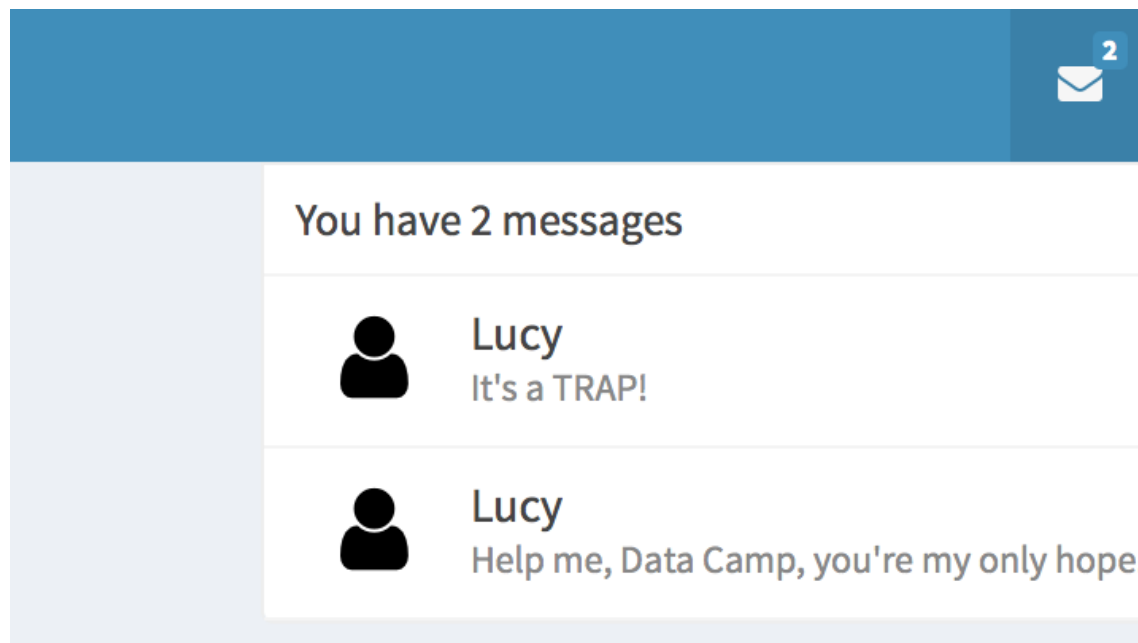 2
You have 2 messages
Lucy
It's a TRAP!
Lucy
Help me, Data Camp, you're my only hope